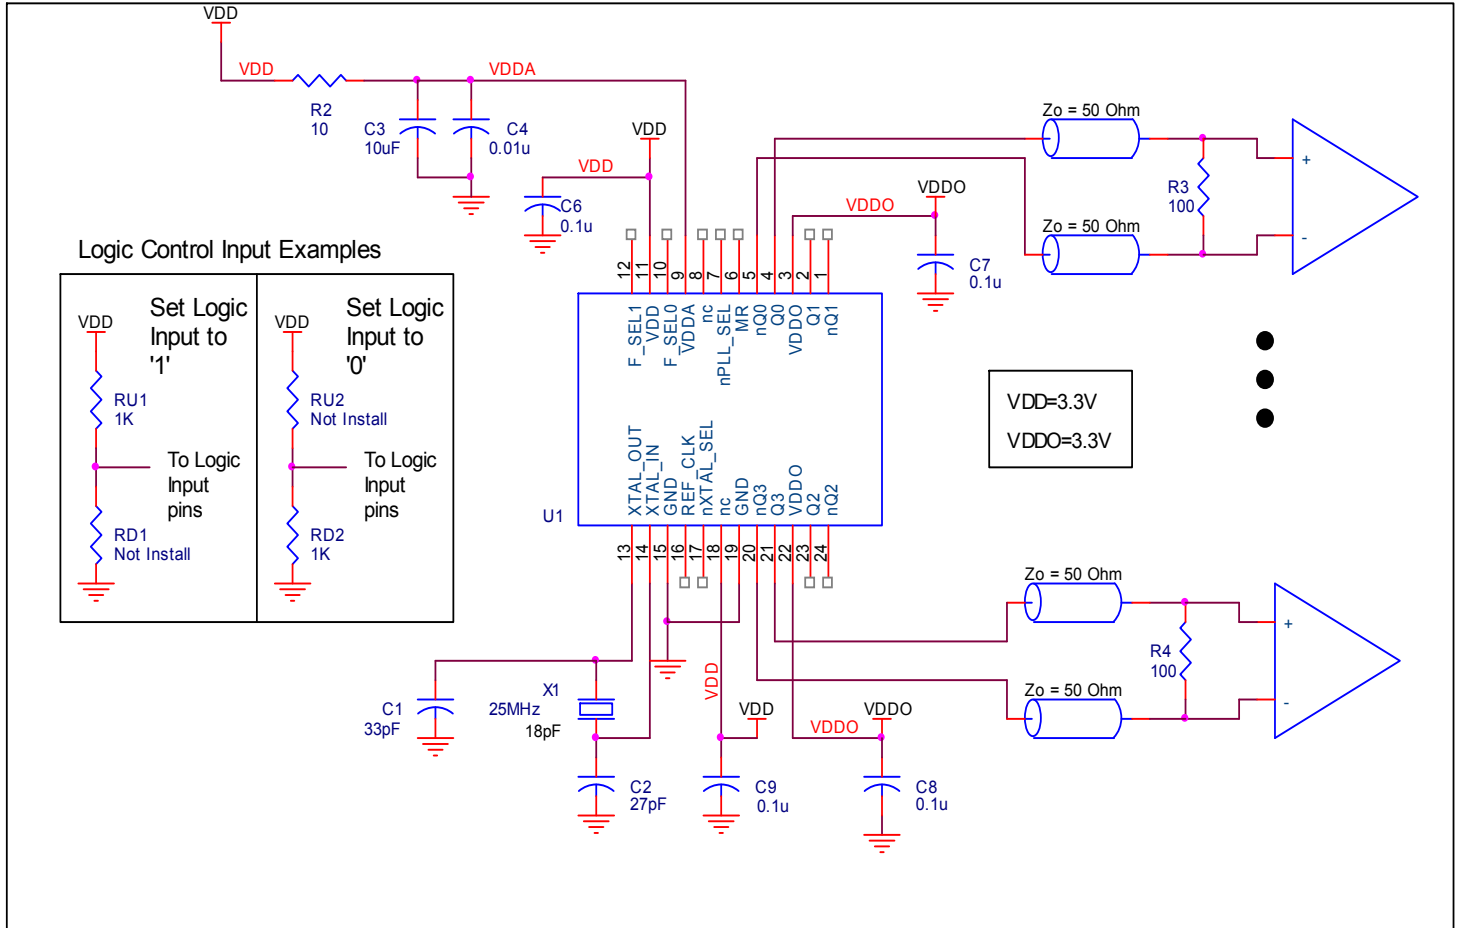 VDD
VDD
VDDA
R2
10
C3
10uF
C4
0.01u
VDD
VDD
C6
0.1u
VDDO
VDDO
C7
0.1u
Zo = 50 Ohm
Zo = 50 Ohm
R3
100
+
-
Logic Control Input Examples
VDD
Set Logic
Input to
'1'
RU1
1K
To Logic
Input
pins
RD1
Not Install
VDD
Set Logic
Input to
'0'
RU2
Not Install
To Logic
Input
pins
RD2
1K
12
11
10
9
8
7
6
5
4
3
2
1
F_SEL1
VDD
F_SEL0
VDDA
nc
nPLL_SEL
MR
nQ0
Q0
VDDO
Q1
nQ1
XTAL_OUT
XTAL_IN
GND
REF_CLK
nXTAL_SEL
nc
GND
nQ3
Q3
VDDO
Q2
nQ2
U1
13
14
15
16
17
18
19
20
21
22
23
24
VDD=3.3V
VDDO=3.3V
Zo = 50 Ohm
Zo = 50 Ohm
R4
100
+
-
C1
33pF
X1
25MHz
18pF
C2
27pF
VDD
VDD
C9
0.1u
VDDO
VDDO
C8
0.1u